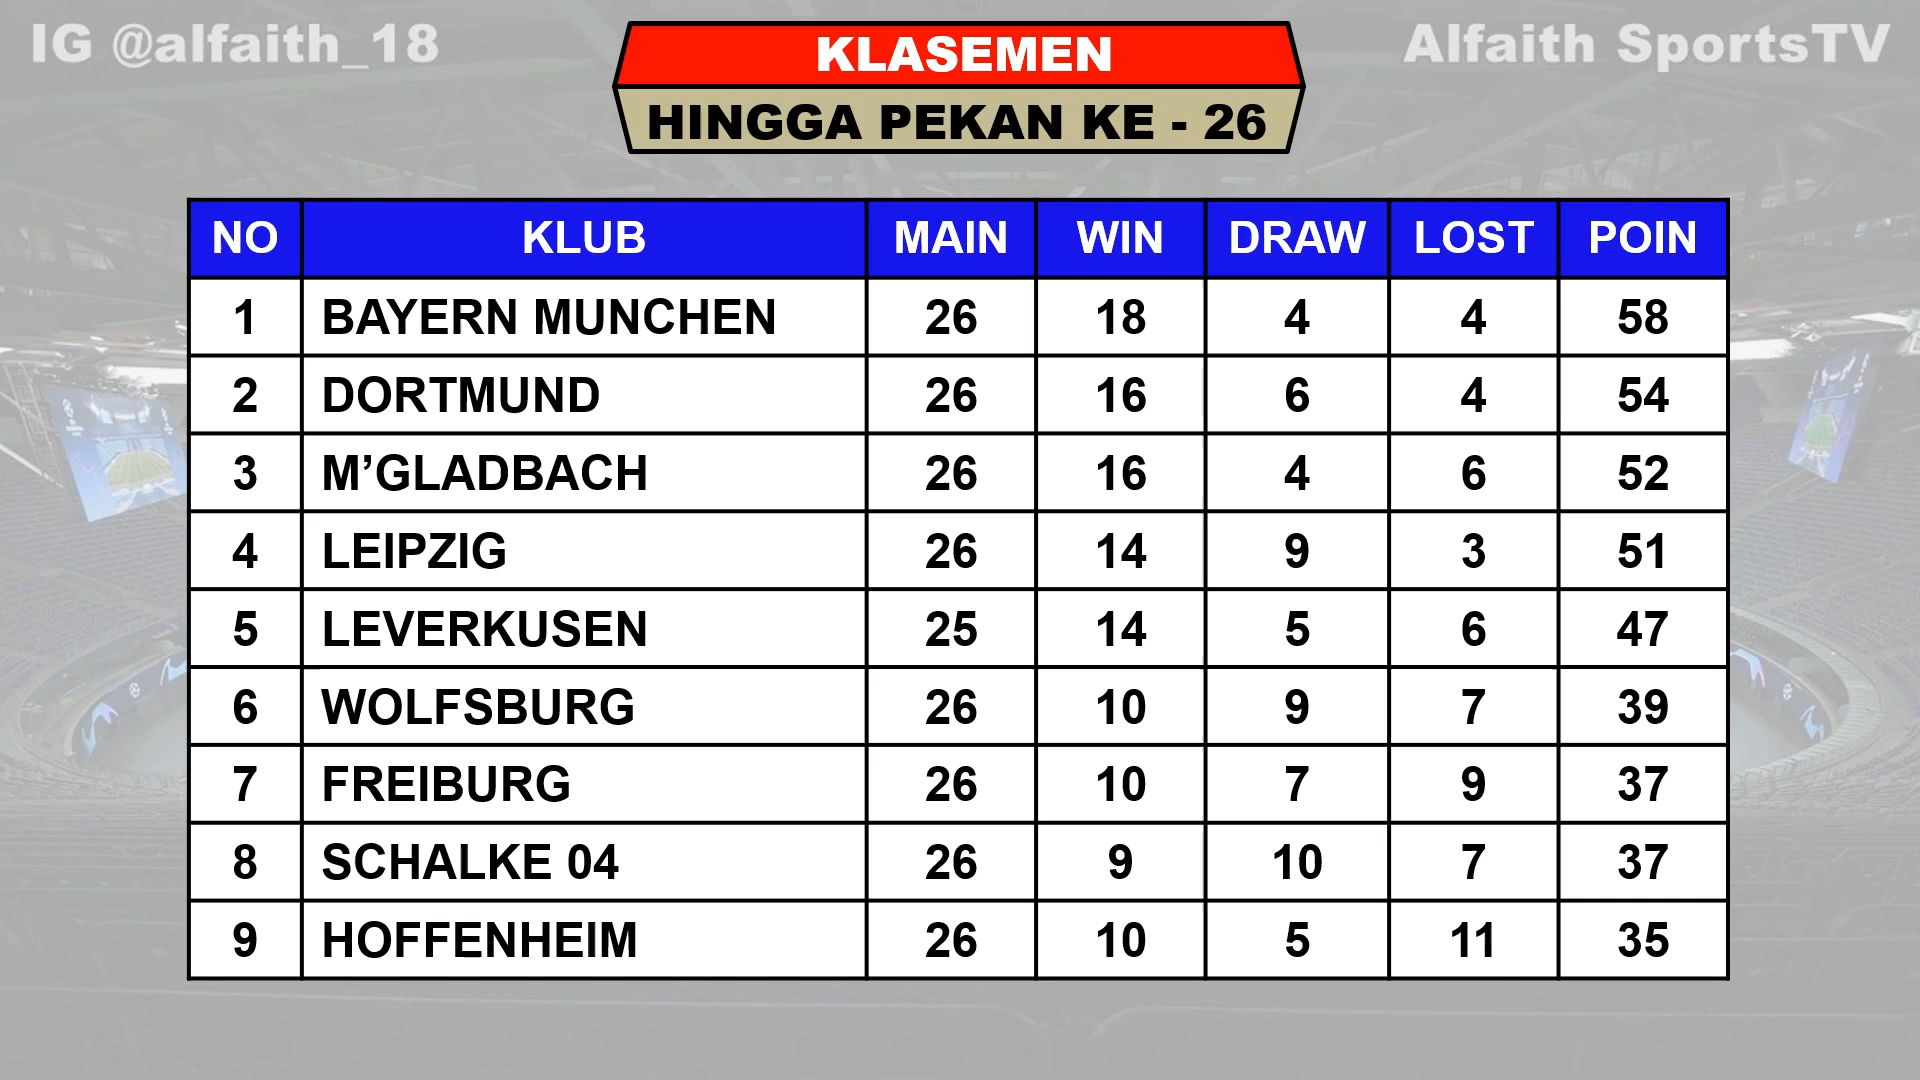 IG @alfaith_18
KLASEMEN
Alfaith SportsTV
HINGGA PEKAN KE - 26
NO KLUB MAIN WIN DRAW LOST POIN
1 BAYERN MUNCHEN 26 18 4 4 58
2 DORTMUND 26 16 6 4 54
3 M’GLADBACH 26 16 4 6 52
4 LEIPZIG 26 14 9 3 51
5 LEVERKUSEN 25 14 5 6 47
6 WOLFSBURG 26 10 9 7 39
7 FREIBURG 26 10 7 9 37
8 SCHALKE 04 26 9 10 7 37
9 HOFFENHEIM 26 10 5 11 35